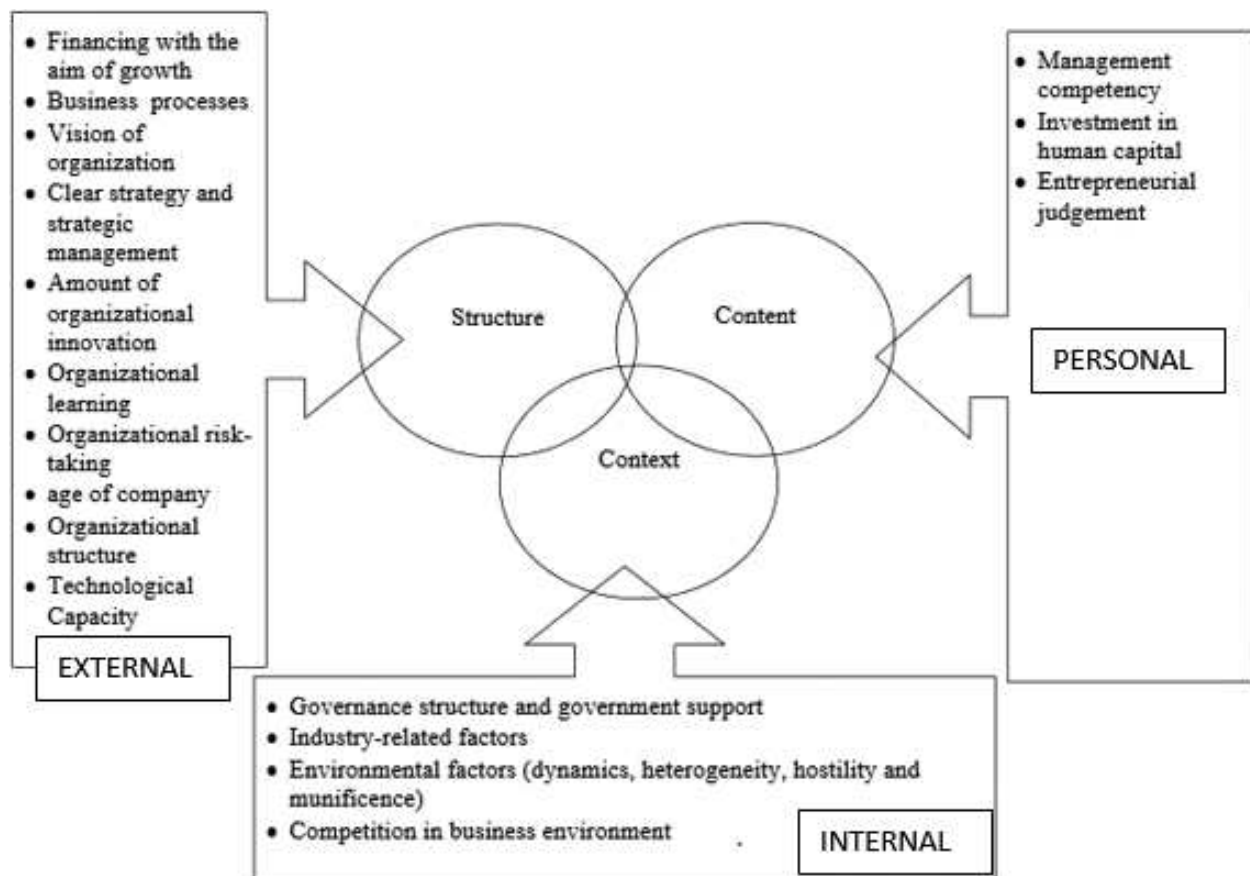 • Financing with the
aim of growth
• Business processes
• Vision of
organization
• Clear strategy and
strategic
management
• Amount of
organizational
innovation
• Organizational
learning
• Organizational risk-
taking
• age of company
• Organizational
structure
• Technological
Capacity
EXTERNAL
Structure
Content
Context
• Management
competency
• Investment in
human capital
• Entrepreneurial
judgement
PERSONAL
• Governance structure and government support
• Industry-related factors
• Environmental factors (dynamics, heterogeneity, hostility and
munificence)
• Competition in business environment .
INTERNAL